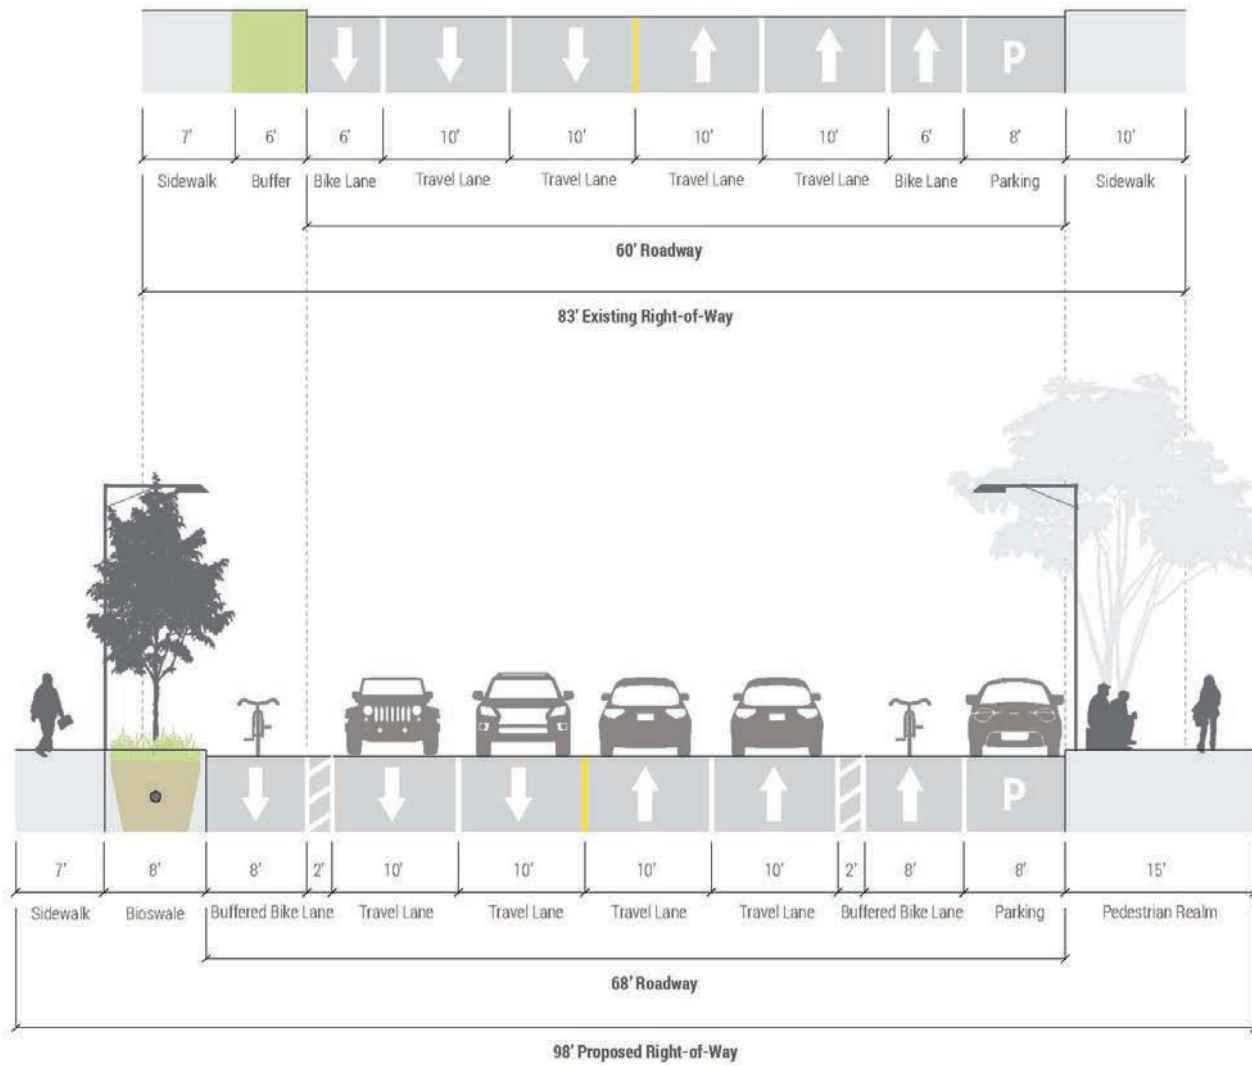 P
7' 6' 6' 10' 10' 10' 10' 6' 8' 10'
Sidewalk Buffer Bike Lane Travel Lane Travel Lane Travel Lane Travel Lane Bike Lane Parking Sidewalk
60' Roadway
83' Existing Right-of-Way
P
7' 8' 8' 2' 10' 10' 10' 10' 2' 8' 8' 15'
Sidewalk Bioswale Buffered Bike Lane Travel Lane Travel Lane Travel Lane Travel Lane Buffered Bike Lane Parking Pedestrian Realm
68' Roadway
98' Proposed Right-of-Way